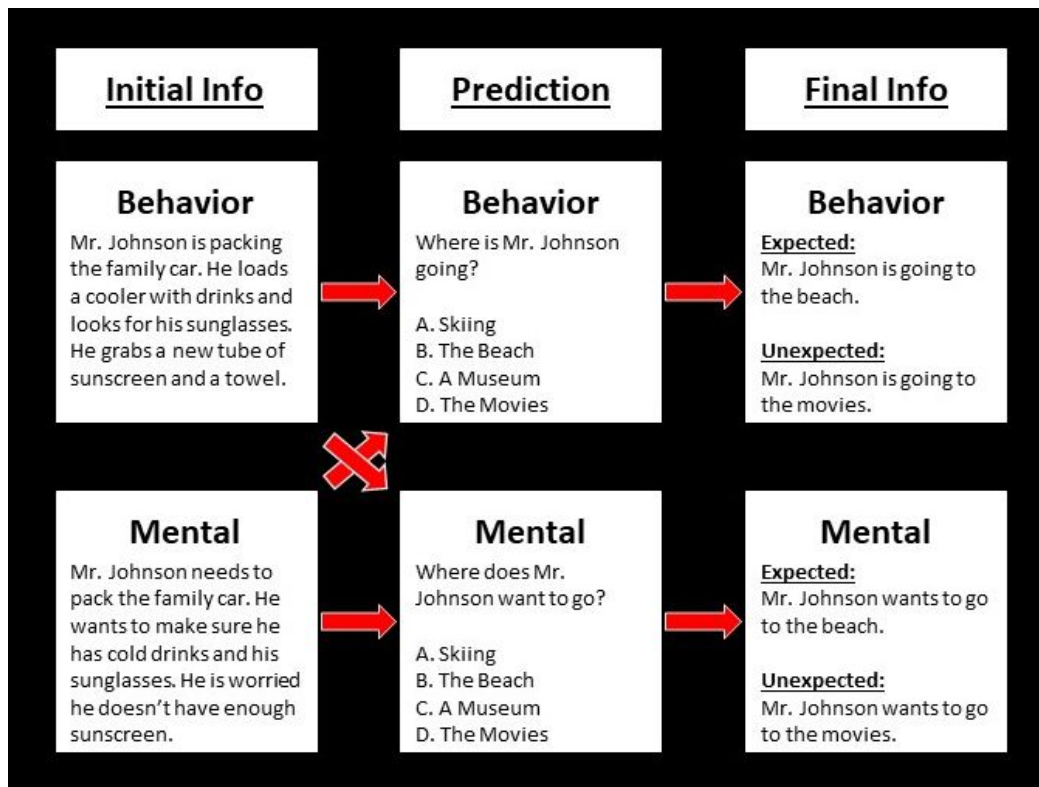 Initial Info
Prediction
Final Info
Behavior
Mr. Johnson is packing
the family car. He loads
a cooler with drinks and
looks for his sunglasses.
He grabs a new tube of
sunscreen and a towel.
Behavior
Where is Mr. Johnson
going?
A. Skiing
B. The Beach
C. A Museum
D. The Movies
Behavior
Expected:
Mr. Johnson is going to
the beach.
Unexpected:
Mr. Johnson is going to
the movies.
Mental
Mr. Johnson needs to
pack the family car. He
wants to make sure he
has cold drinks and his
sunglasses. He is worried
he doesn't have enough
sunscreen.
Mental
Where does Mr.
Johnson want to go?
A. Skiing
B. The Beach
C. A Museum
D. The Movies
Mental
Expected:
Mr. Johnson wants to go
to the beach.
Unexpected:
Mr. Johnson wants to go
to the movies.